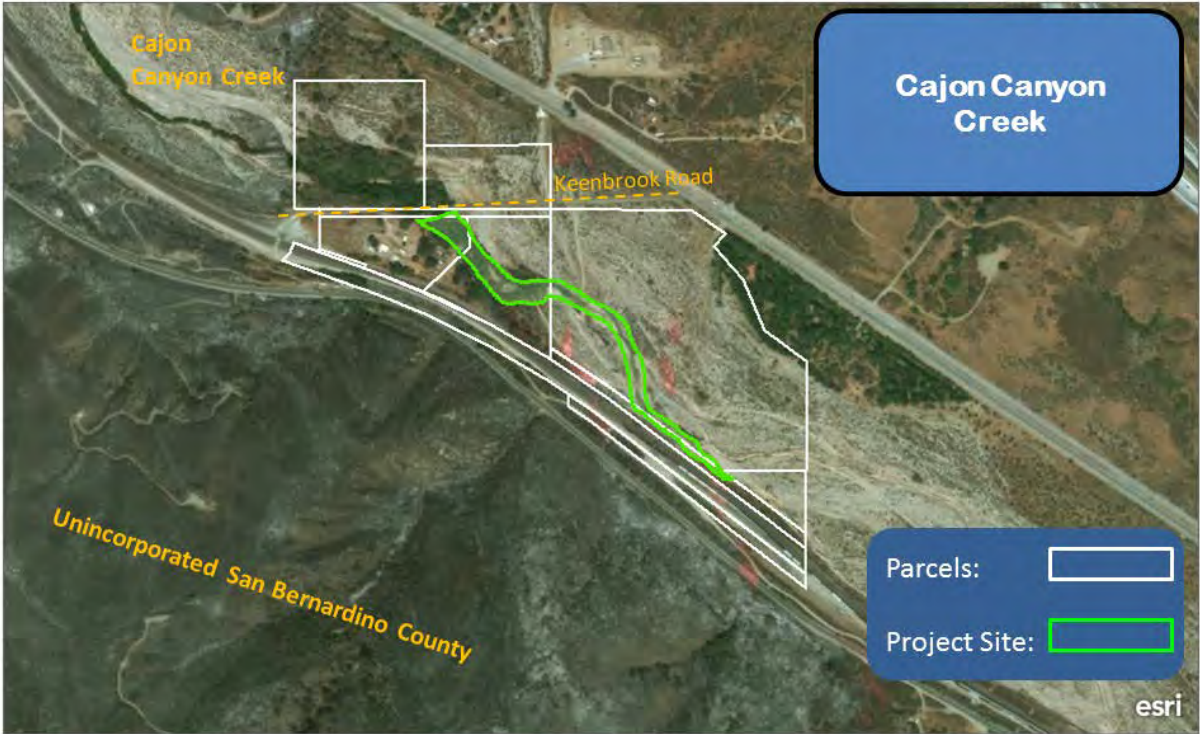 Cajon
Canyon Creek
Cajon Canyon
Creek
Keenbrook Road
Unincorporated San Bernardino County
Parcels:
Project Site:
esri